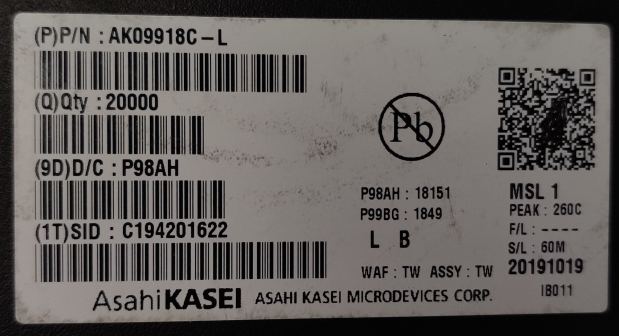 (P)P/N : AK09918C-L
(Q)Qty : 20000
Pb
(9D)D/C : P98AH
P98AH : 18151
MSL 1
P99BG : 1849
PEAK : 260C
(1T)SID : C194201622
F/L : ----
L B
S/L : 60M
WAF : TW ASSY : TW
20191019
AsahiKASEI ASAHI KASEI MICRODEVICES CORP.
IB011